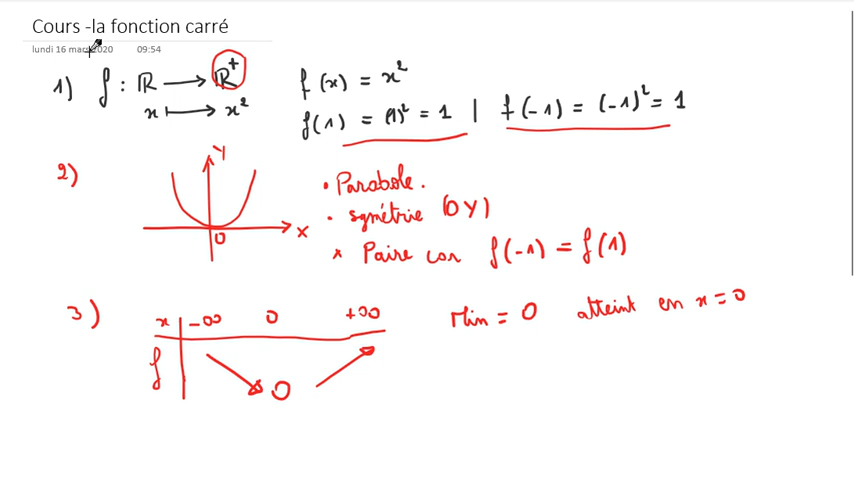 Cours -la fonction carré
lundi 16 mars 2020 09:54
1) f : ℝ ⟶ ℝ⁺ f(x) = x²
x ⟼ x² f(1) = (1)² = 1 | f(-1) = (-1)² = 1
2) Y
X
0
• Parabole.
• symétrie (OY)
× Paire car f(-1) = f(1)
3) x -∞ 0 +∞ Min = 0 atteint en x = 0
f 0